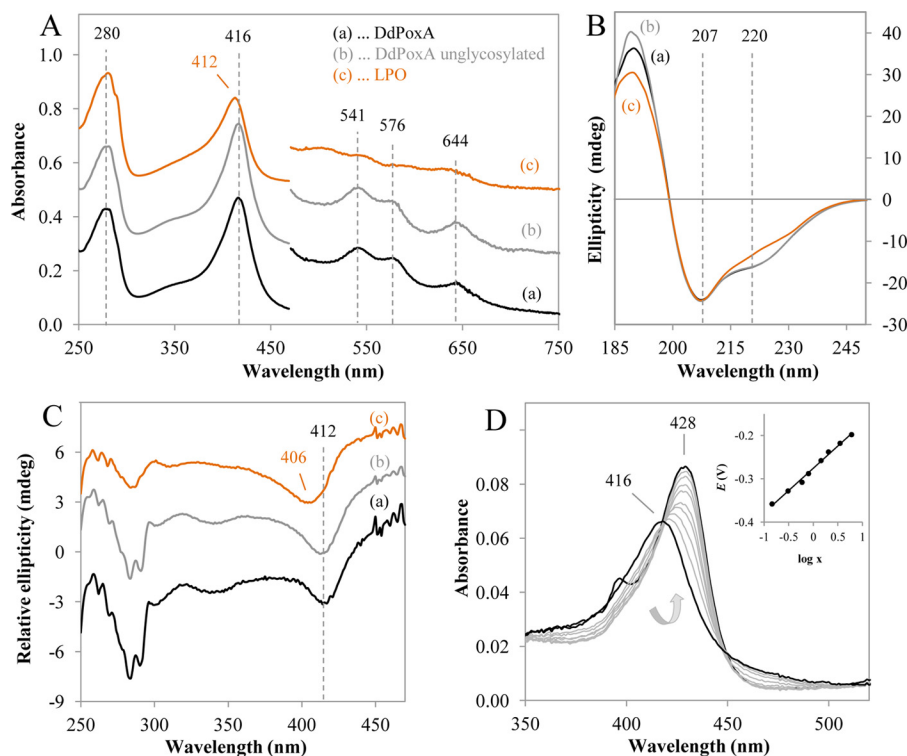 A
280
416
412
(a) ... DdPoxA
(b) ... DdPoxA unglycosylated
(c) ... LPO
541
576
644
(c)
(b)
(a)
Absorbance
1.0
0.8
0.6
0.4
0.2
0.0
250
350
450
550
650
750
Wavelength (nm)
B
(b)
(a)
(c)
207
220
Ellipticity (mdeg)
40
30
20
10
0
-10
-20
-30
185
200
215
230
245
Wavelength (nm)
C
(c)
412
406
(b)
(a)
Relative ellipticity (mdeg)
6
3
0
-3
-6
-9
250
300
350
400
450
Wavelength (nm)
D
428
416
Absorbance
0.08
0.06
0.04
0.02
0.00
350
400
450
500
Wavelength (nm)
E (V)
-0.2
-0.3
-0.4
-1
-0.5
0
0.5
1
log x